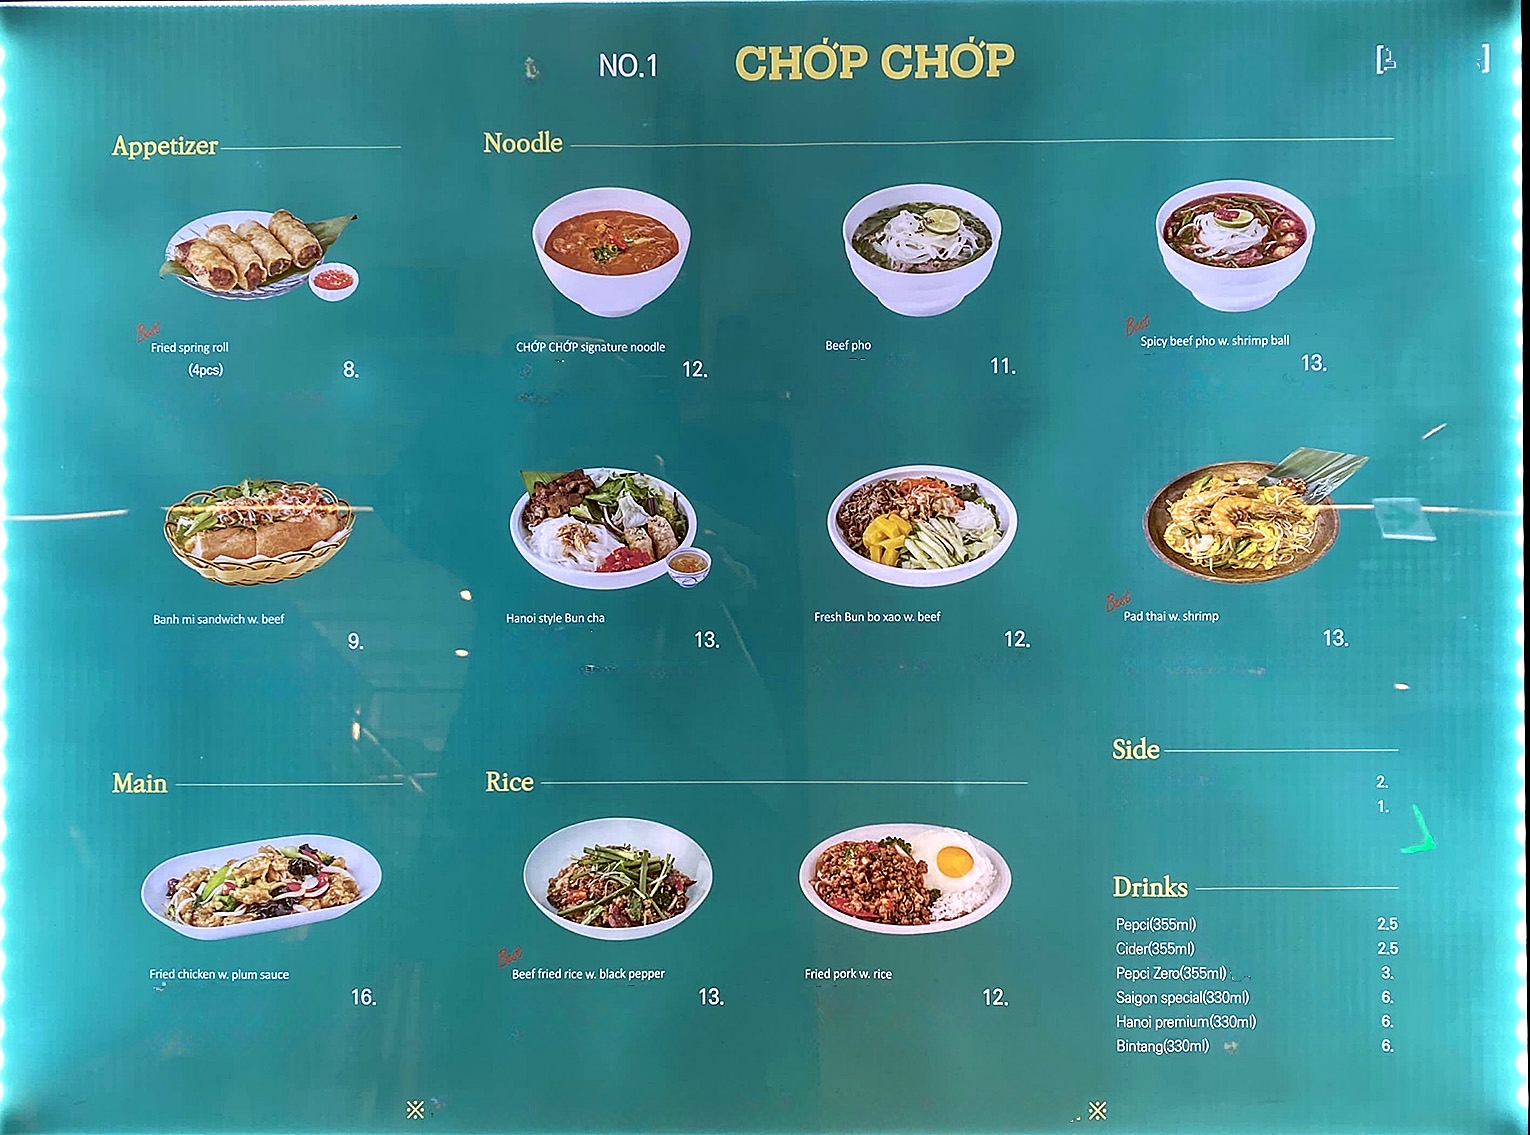 NO.1 CHỚP CHỚP
Appetizer
Best
Fried spring roll
(4pcs) 8.
Banh mi sandwich w. beef
9.
Noodle
CHỚP CHỚP signature noodle
12.
Beef pho
11.
Best
Spicy beef pho w. shrimp ball
13.
Hanoi style Bun cha
13.
Fresh Bun bo xao w. beef
12.
Best
Pad thai w. shrimp
13.
Main
Fried chicken w. plum sauce
16.
Rice
Best
Beef fried rice w. black pepper
13.
Fried pork w. rice
12.
Side
2.
1.
Drinks
Pepci(355ml) 2.5
Cider(355ml) 2.5
Pepci Zero(355ml) 3.
Saigon special(330ml) 6.
Hanoi premium(330ml) 6.
Bintang(330ml) 6.
※ ※